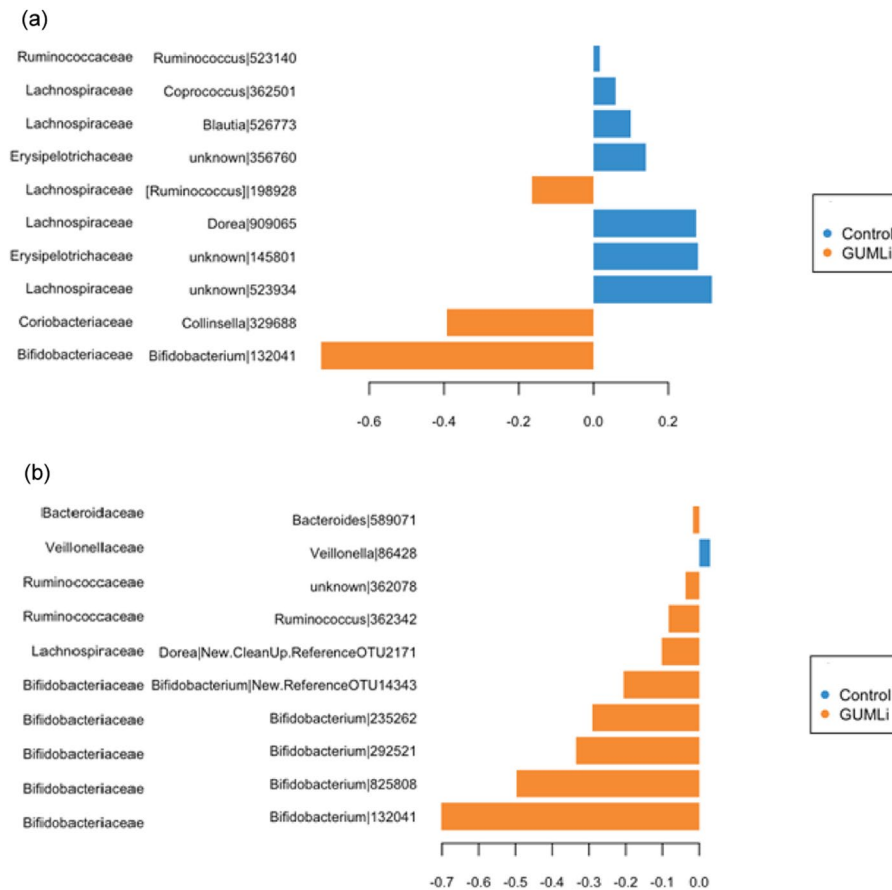 (a)
Ruminococcaceae Ruminococcus|523140
Lachnospiraceae Coprococcus|362501
Lachnospiraceae Blautia|526773
Erysipelotrichaceae unknown|356760
Lachnospiraceae [Ruminococcus]|198928
Lachnospiraceae Dorea|909065
Erysipelotrichaceae unknown|145801
Lachnospiraceae unknown|523934
Coriobacteriaceae Collinsella|329688
Bifidobacteriaceae Bifidobacterium|132041
-0.6 -0.4 -0.2 0.0 0.2
Control
GUMLi
(b)
Bacteroidaceae Bacteroides|589071
Veillonellaceae Veillonella|86428
Ruminococcaceae unknown|362078
Ruminococcaceae Ruminococcus|362342
Lachnospiraceae Dorea|New.CleanUp.ReferenceOTU2171
Bifidobacteriaceae Bifidobacterium|New.ReferenceOTU14343
Bifidobacteriaceae Bifidobacterium|235262
Bifidobacteriaceae Bifidobacterium|292521
Bifidobacteriaceae Bifidobacterium|825808
Bifidobacteriaceae Bifidobacterium|132041
-0.7 -0.6 -0.5 -0.4 -0.3 -0.2 -0.1 0.0
Control
GUMLi